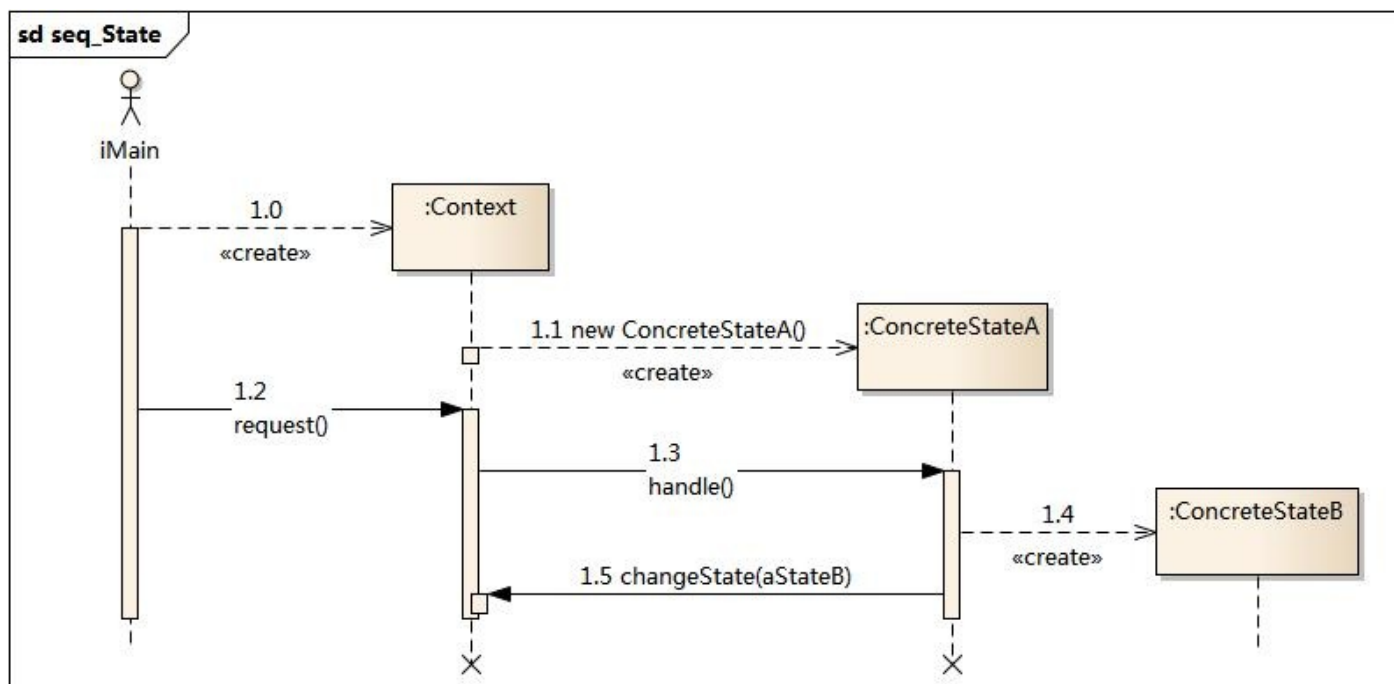 sd seq_State
iMain
1.0
«create»
:Context
1.1 new ConcreteStateA()
«create»
:ConcreteStateA
1.2
request()
1.3
handle()
1.4
«create»
:ConcreteStateB
1.5 changeState(aStateB)